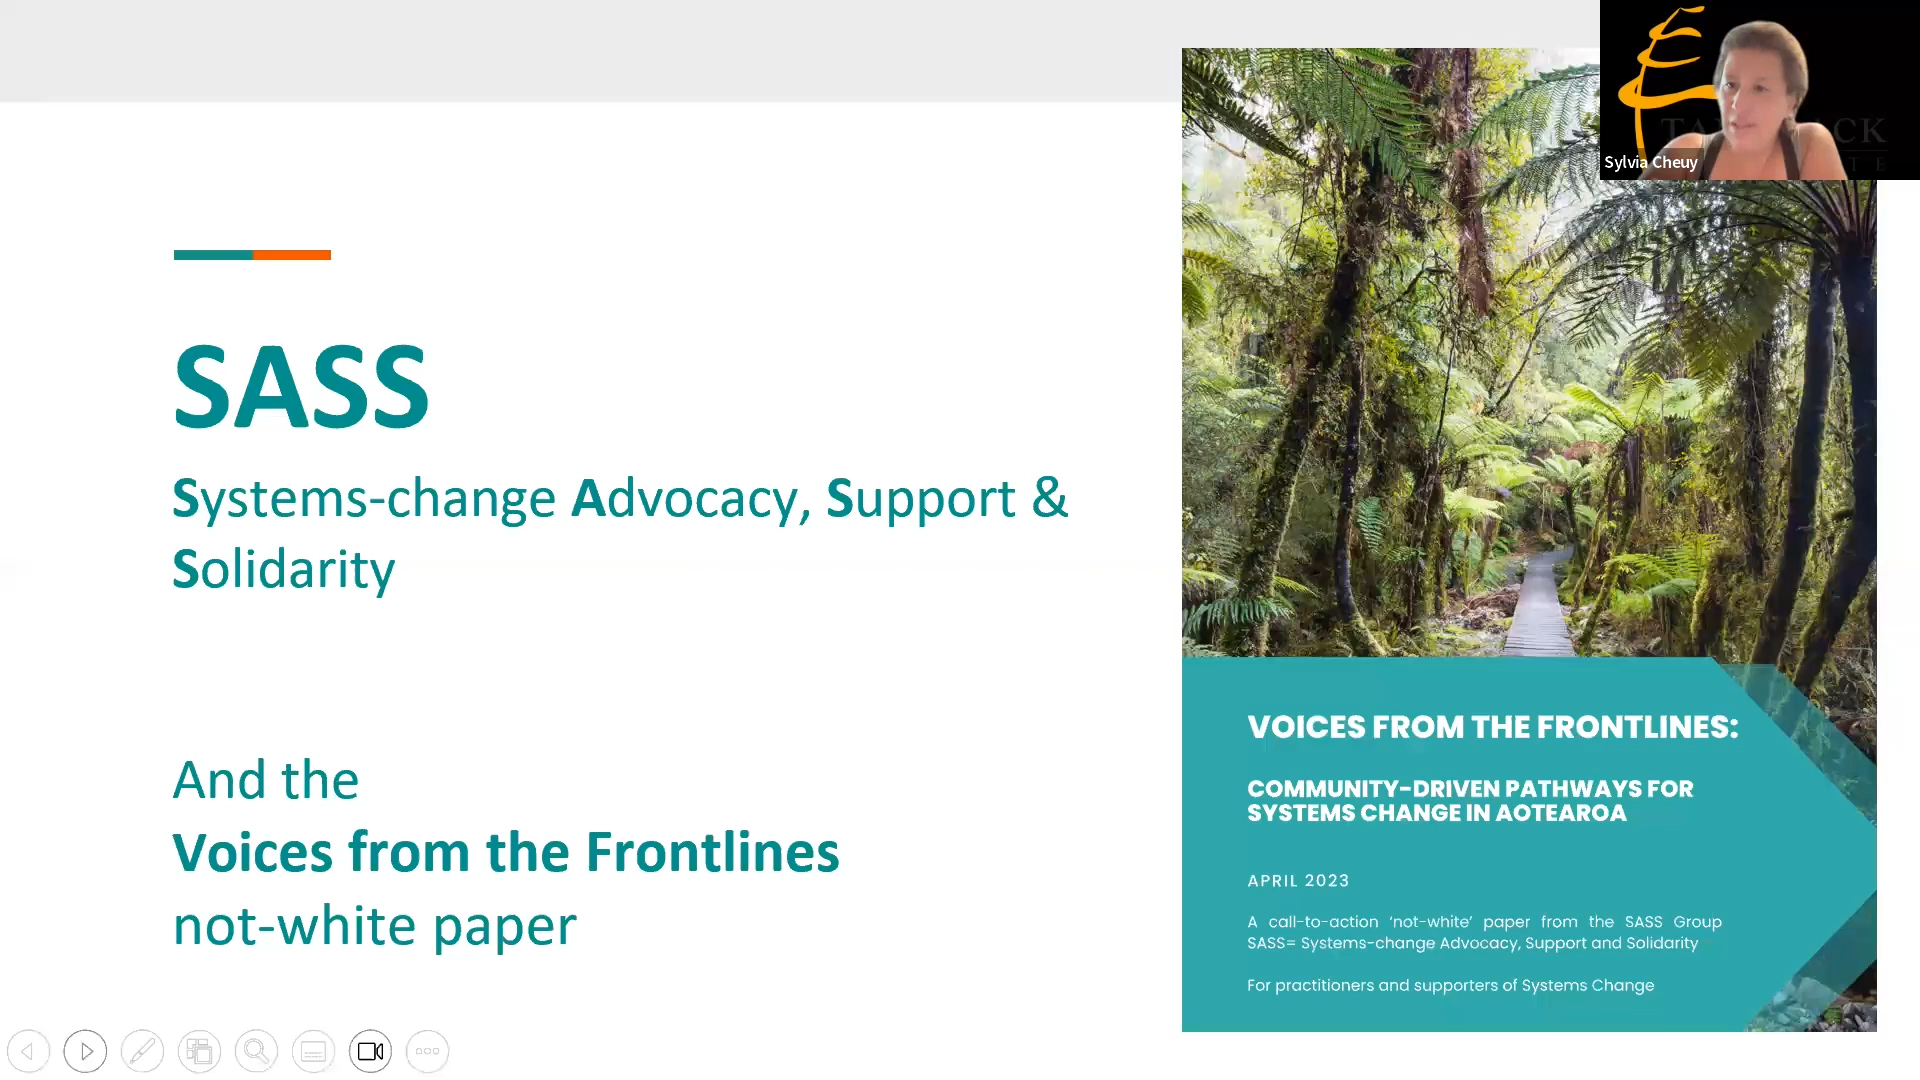 SASS
Systems-change Advocacy, Support &
Solidarity
And the
Voices from the Frontlines
not-white paper
Sylvia Cheuy
VOICES FROM THE FRONTLINES:
COMMUNITY-DRIVEN PATHWAYS FOR
SYSTEMS CHANGE IN AOTEAROA
APRIL 2023
A call-to-action ‘not-white’ paper from the SASS Group
SASS= Systems-change Advocacy, Support and Solidarity
For practitioners and supporters of Systems Change